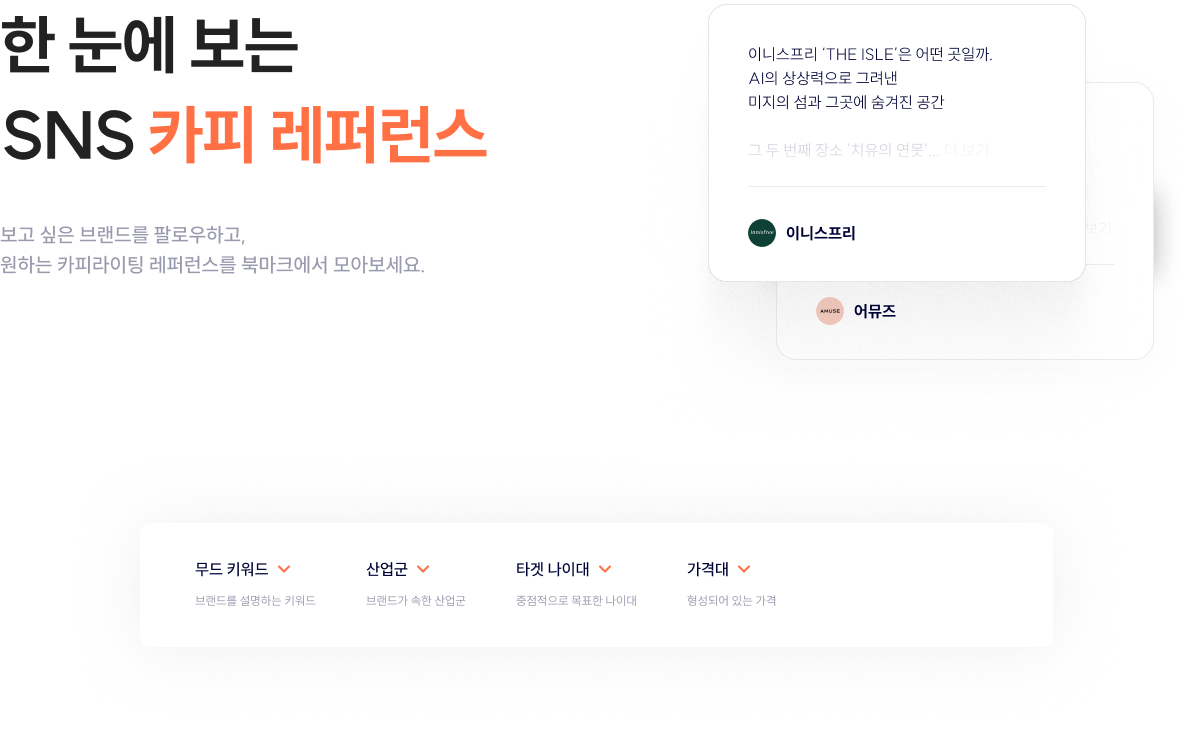 한 눈에 보는
SNS 카피 레퍼런스
보고 싶은 브랜드를 팔로우하고,
원하는 카피라이팅 레퍼런스를 북마크에서 모아보세요.
이니스프리 ‘THE ISLE’은 어떤 곳일까.
AI의 상상력으로 그려낸
미지의 섬과 그곳에 숨겨진 공간
그 두 번째 장소 ‘치유의 연못’... 더 보기
innisfree 이니스프리
보기
AMUSE 어뮤즈
무드 키워드
브랜드를 설명하는 키워드
산업군
브랜드가 속한 산업군
타겟 나이대
중점적으로 목표한 나이대
가격대
형성되어 있는 가격